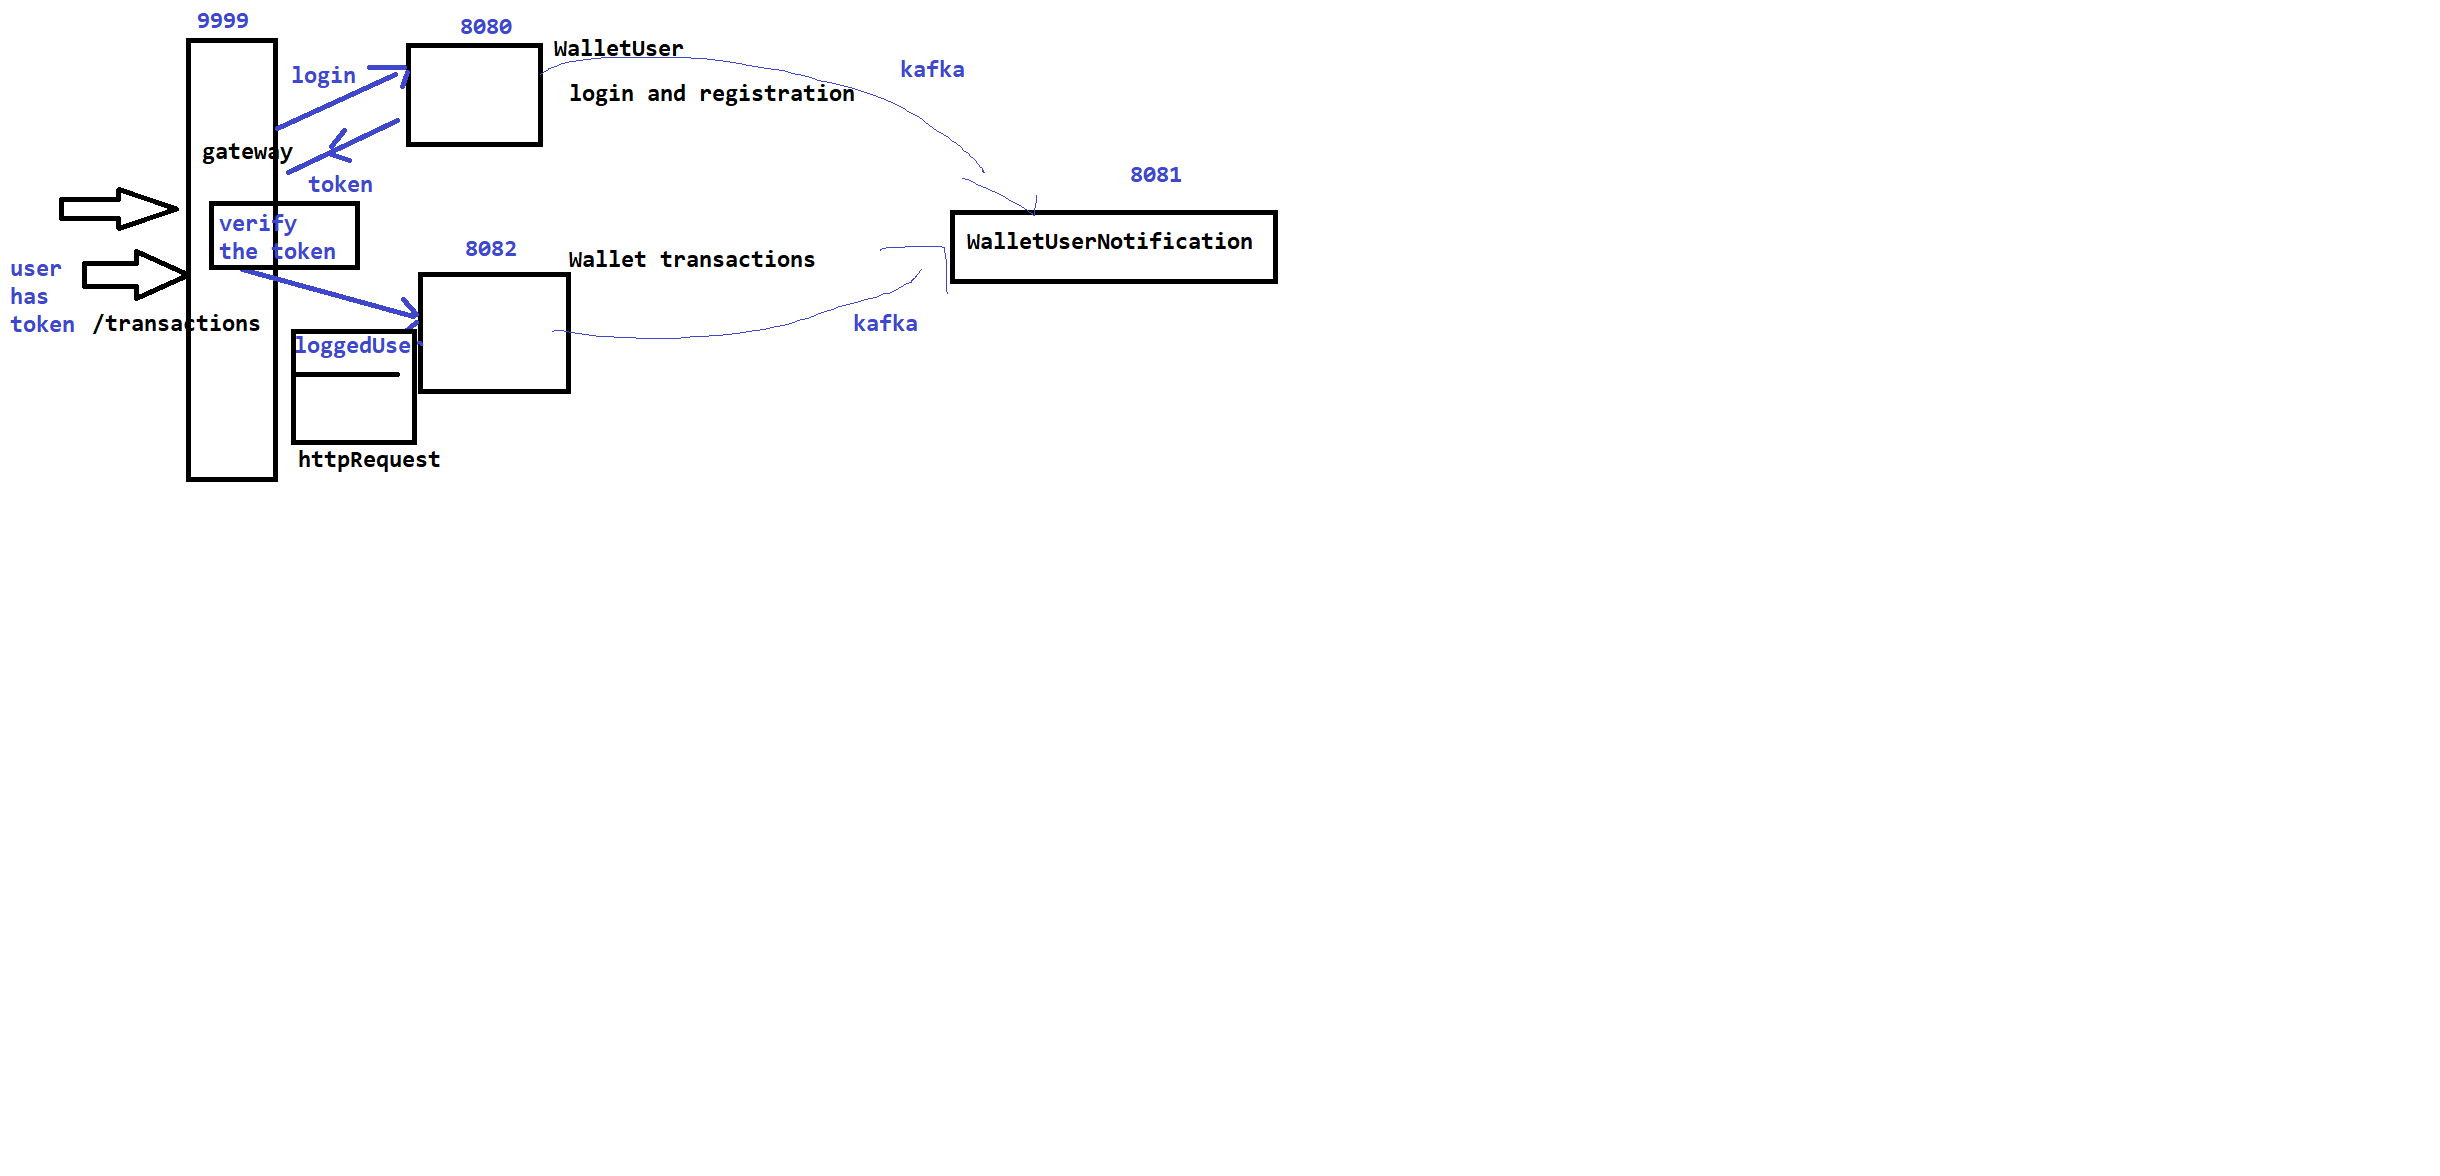 9999
8080
WalletUser
login
kafka
login and registration
gateway
token
8081
verify
the token
WalletUserNotification
8082
Wallet transactions
user
has
token
/transactions
kafka
loggedUser
httpRequest